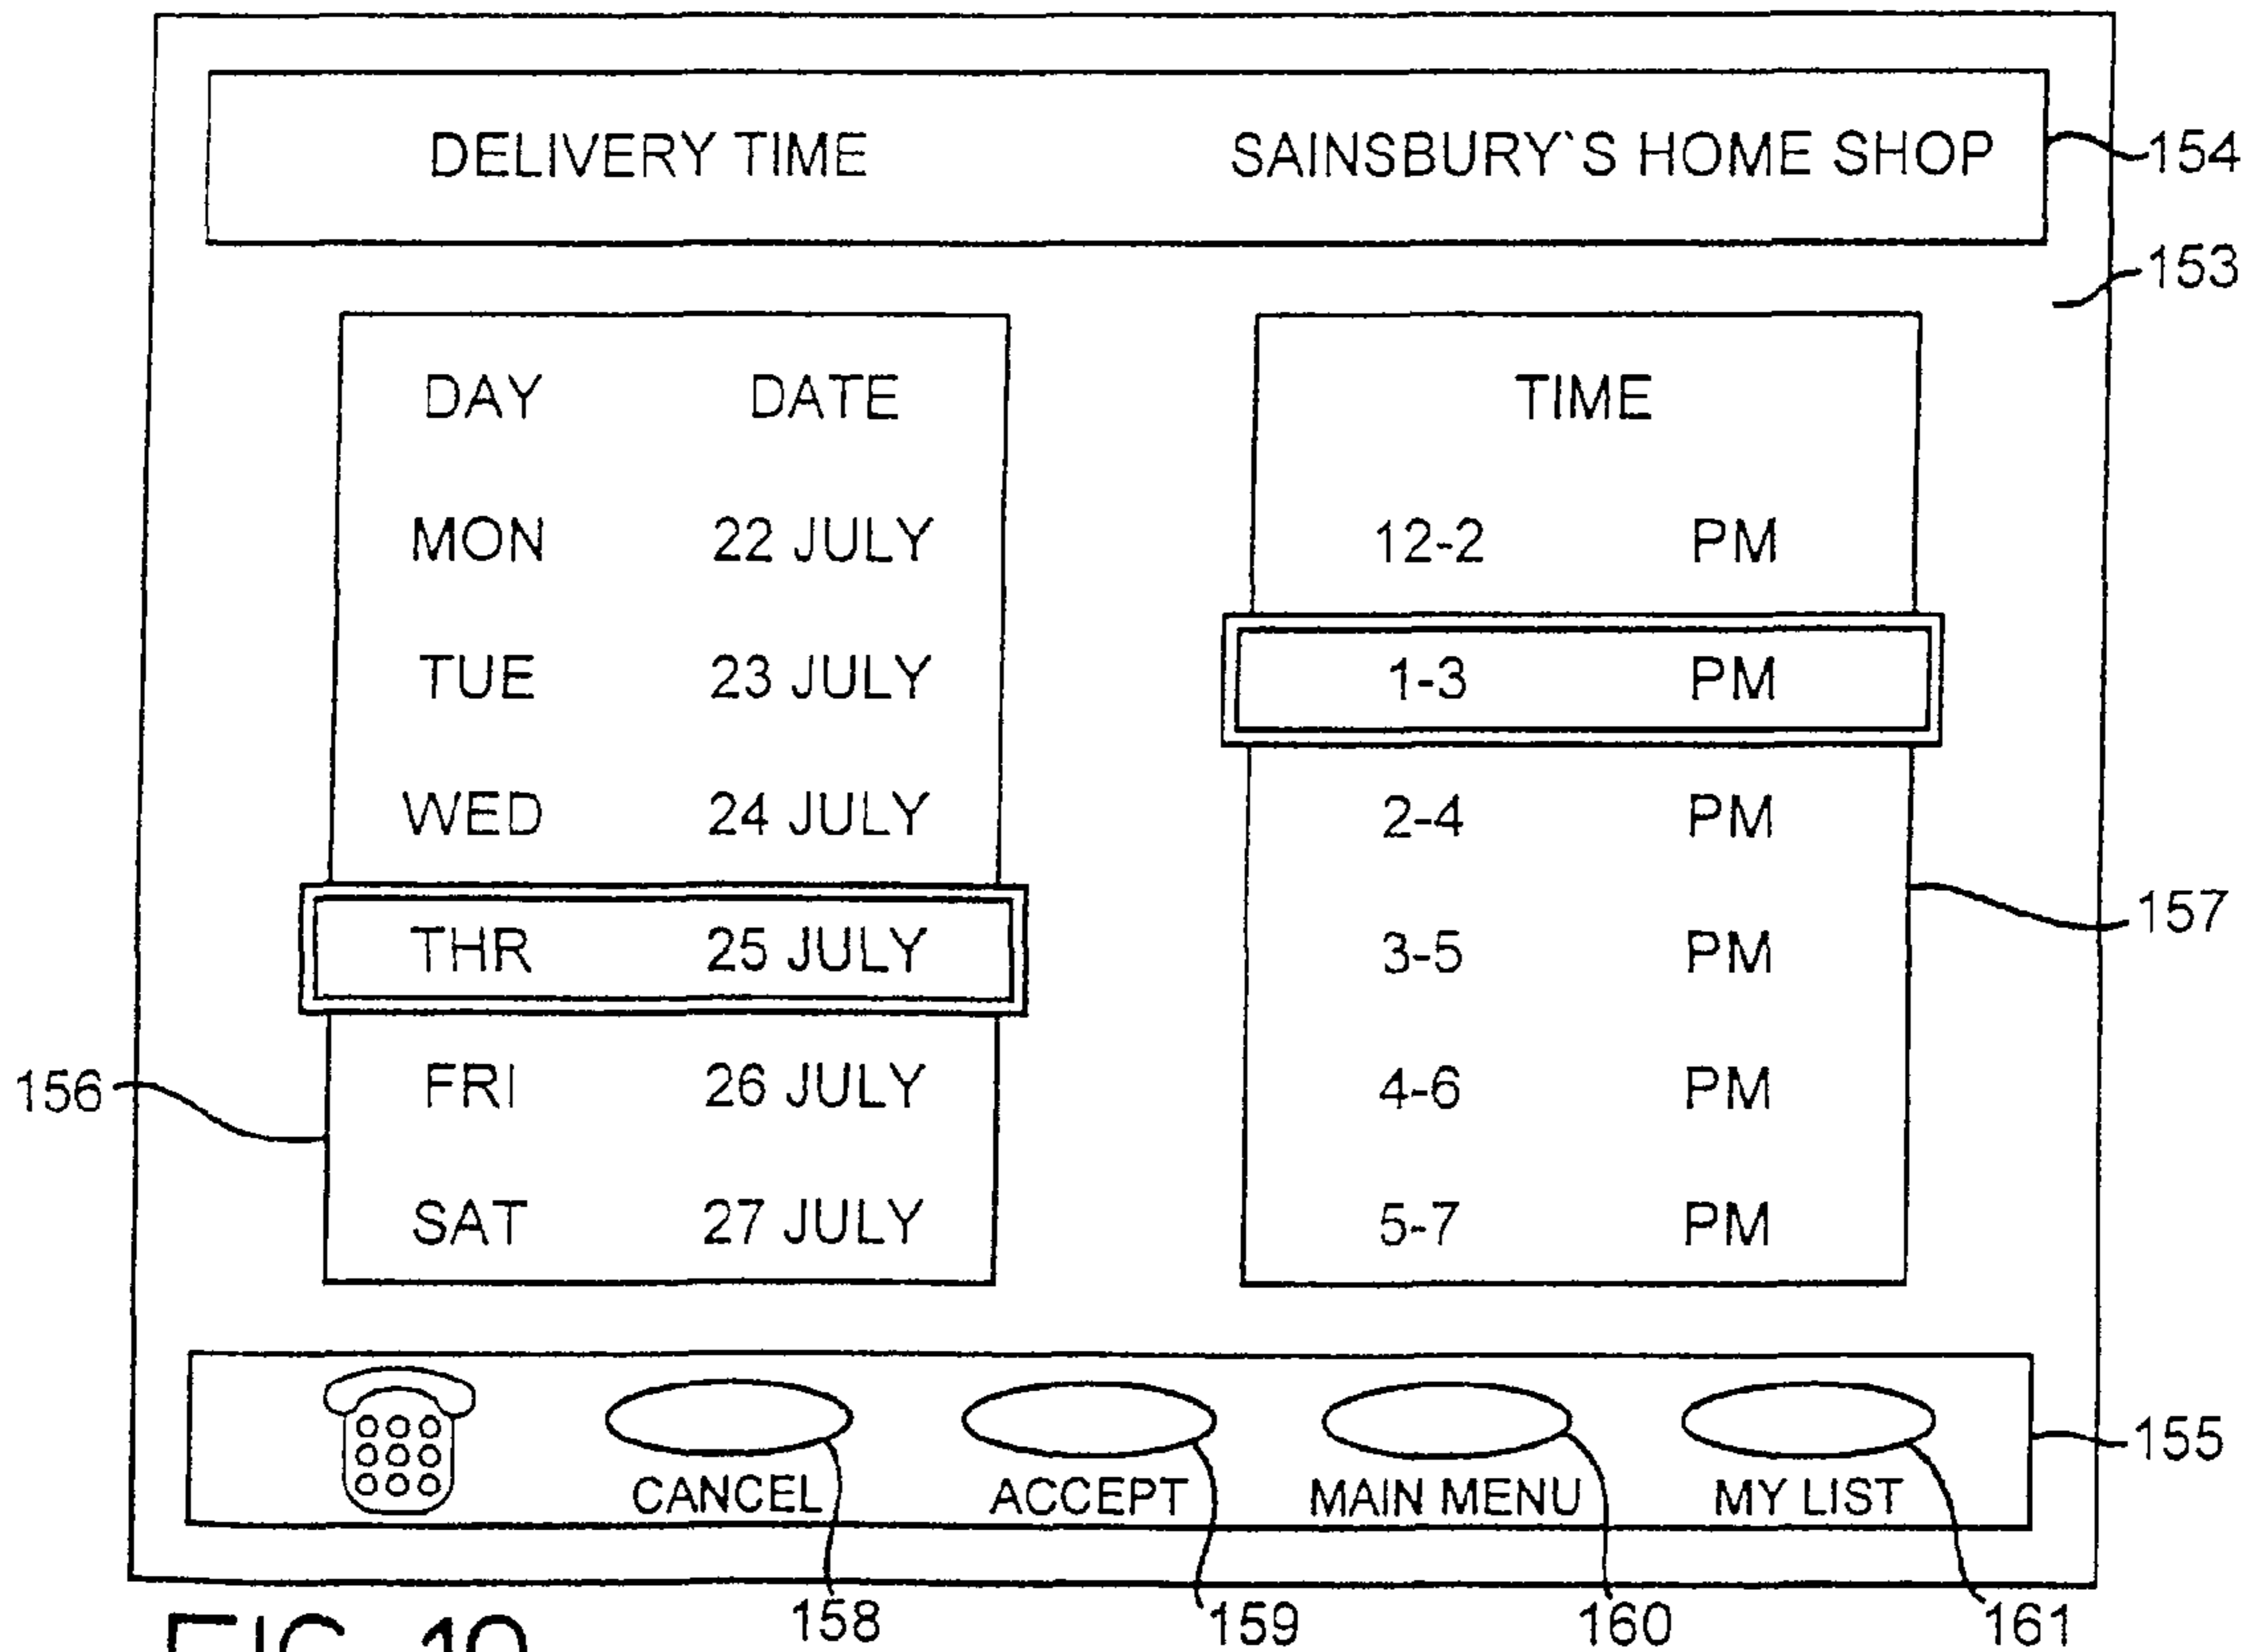 DELIVERY TIME SAINSBURY`S HOME SHOP 154
153
DAY DATE TIME
MON 22 JULY 12-2 PM
TUE 23 JULY 1-3 PM
WED 24 JULY 2-4 PM
157
THR 25 JULY 3-5 PM
156 FRI 26 JULY 4-6 PM
SAT 27 JULY 5-7 PM
155
CANCEL ACCEPT MAIN MENU MY LIST
158 159 160 161
FIG. 19